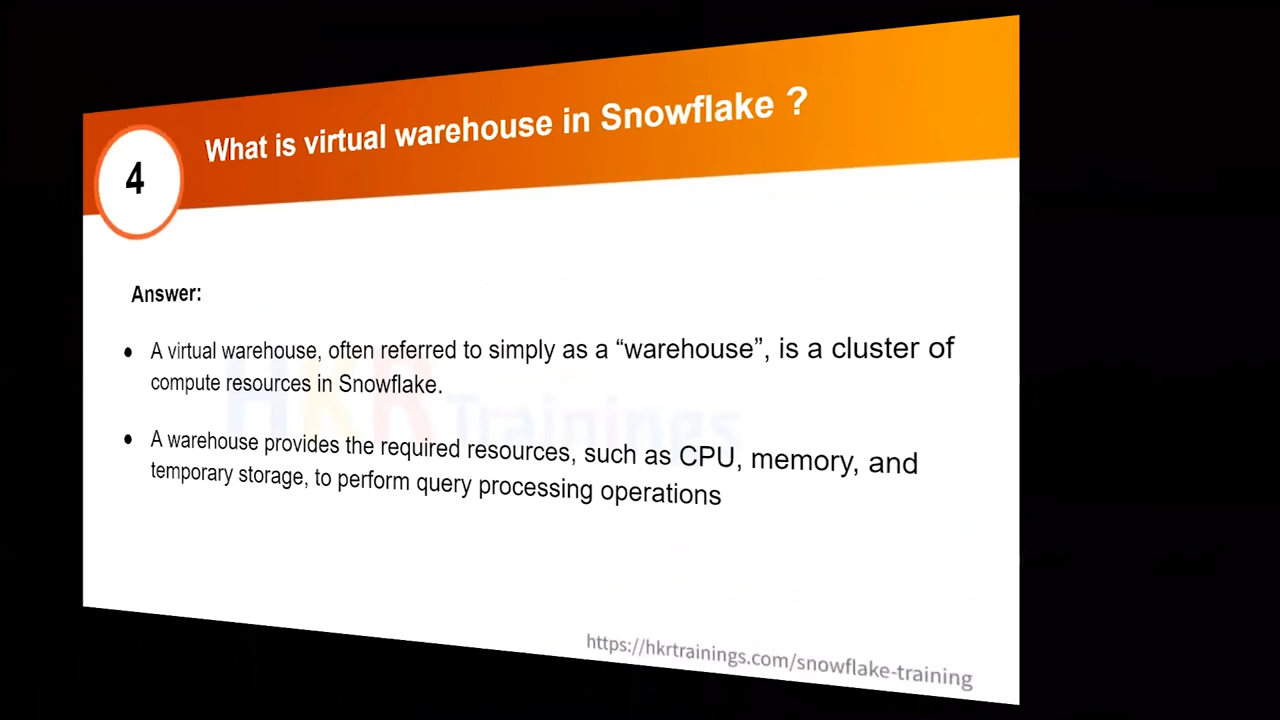 4
What is virtual warehouse in Snowflake ?
Answer:
• A virtual warehouse, often referred to simply as a “warehouse”, is a cluster of
compute resources in Snowflake.
HKR Trainings
• A warehouse provides the required resources, such as CPU, memory, and
temporary storage, to perform query processing operations
https://hkrtrainings.com/snowflake-training